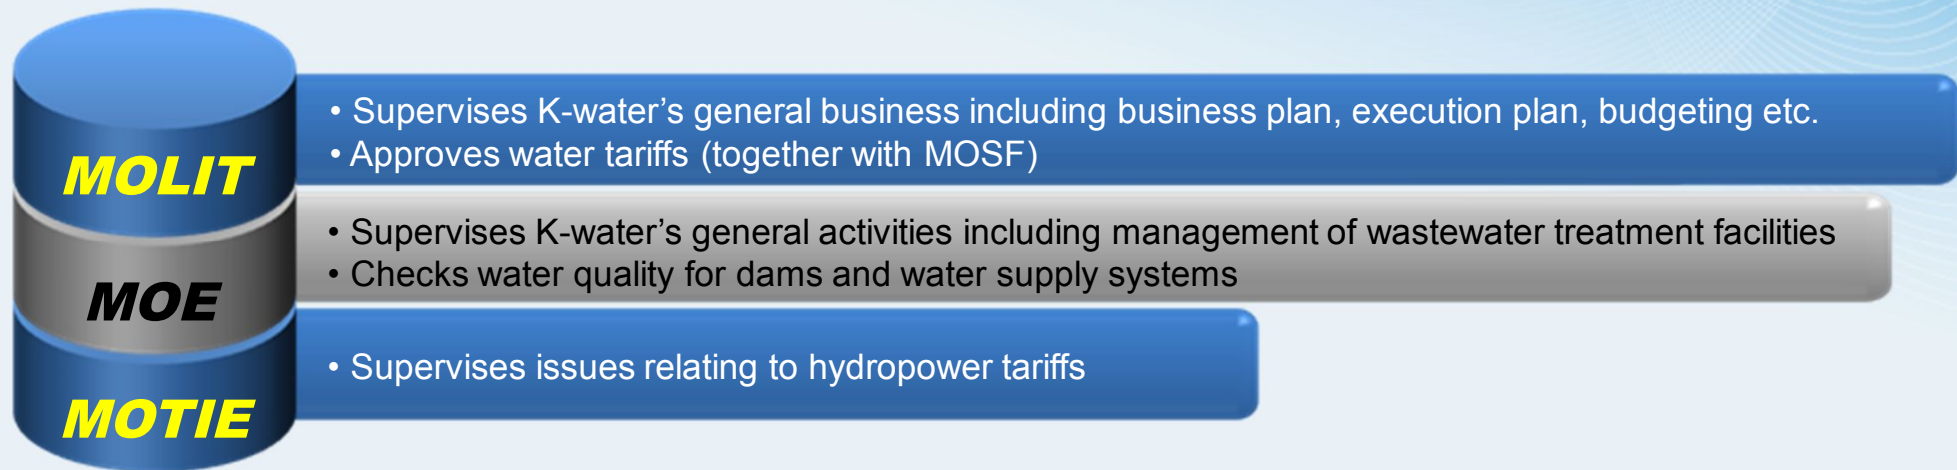 MOLIT
• Supervises K-water’s general business including business plan, execution plan, budgeting etc.
• Approves water tariffs (together with MOSF)
MOE
• Supervises K-water’s general activities including management of wastewater treatment facilities
• Checks water quality for dams and water supply systems
MOTIE
• Supervises issues relating to hydropower tariffs